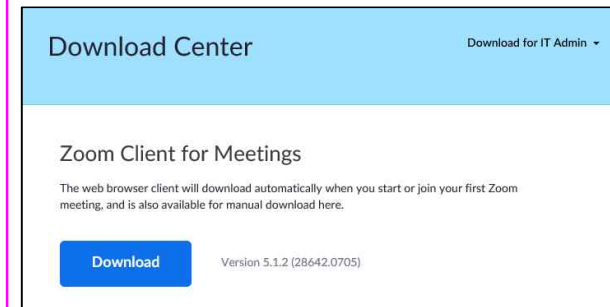 Download Center
Download for IT Admin
Zoom Client for Meetings
The web browser client will download automatically when you start or join your first Zoom
meeting, and is also available for manual download here.
Download
Version 5.1.2 (28642.0705)